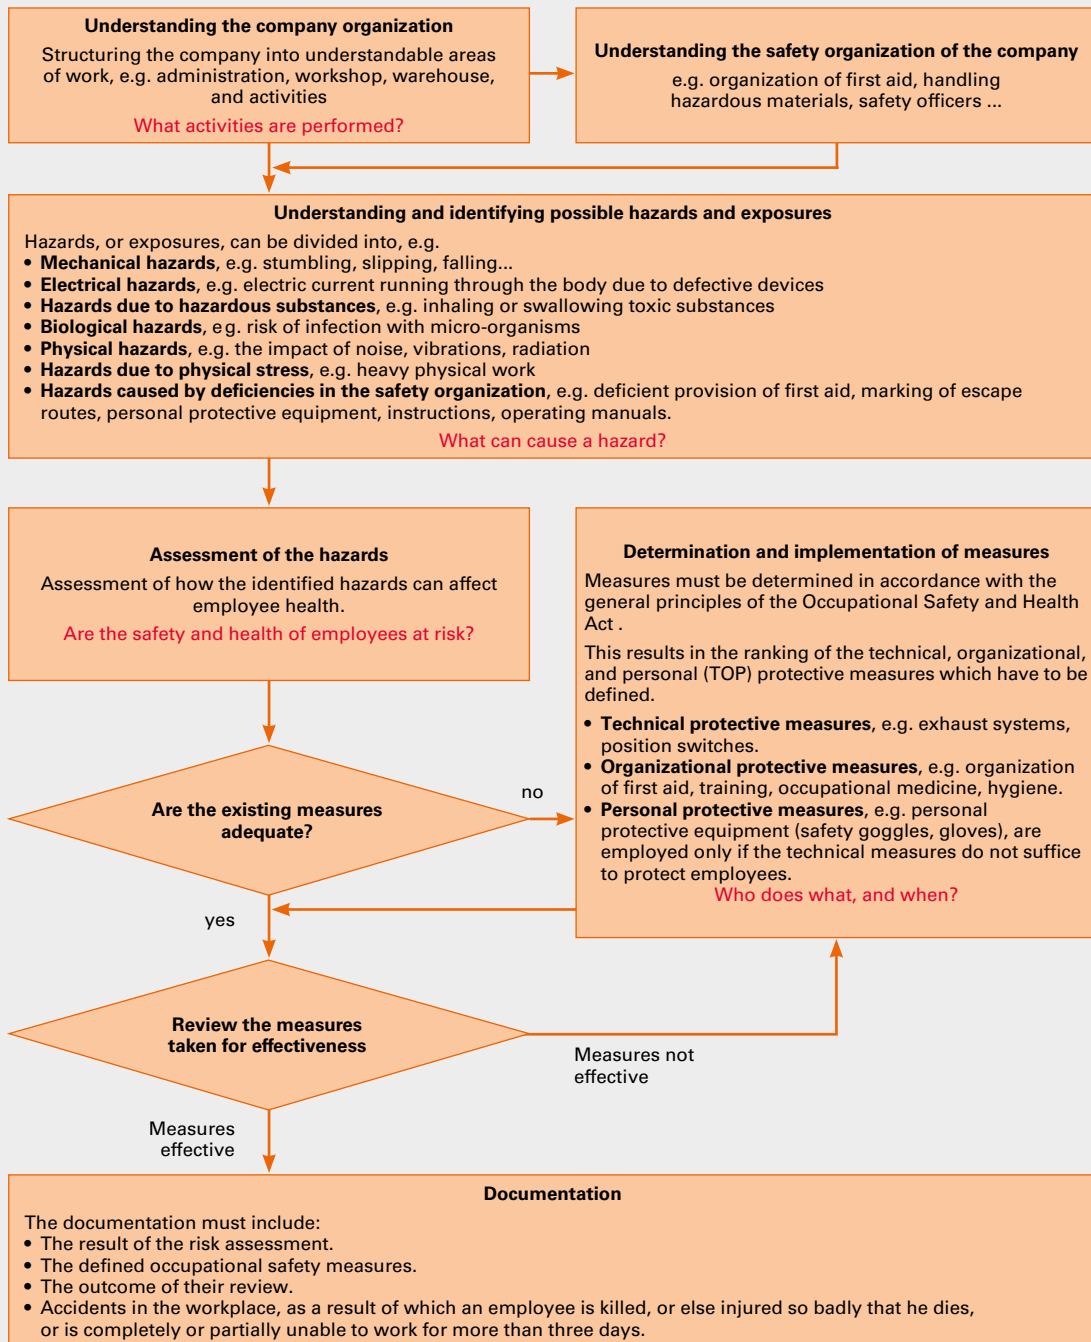 Understanding the company organization
Structuring the company into understandable areas
of work, e.g. administration, workshop, warehouse,
and activities
What activities are performed?
Understanding the safety organization of the company
e.g. organization of first aid, handling
hazardous materials, safety officers ...
Understanding and identifying possible hazards and exposures
Hazards, or exposures, can be divided into, e.g.
• Mechanical hazards, e.g. stumbling, slipping, falling...
• Electrical hazards, e.g. electric current running through the body due to defective devices
• Hazards due to hazardous substances, e.g. inhaling or swallowing toxic substances
• Biological hazards, e g. risk of infection with micro-organisms
• Physical hazards, e.g. the impact of noise, vibrations, radiation
• Hazards due to physical stress, e.g. heavy physical work
• Hazards caused by deficiencies in the safety organization, e.g. deficient provision of first aid, marking of escape
routes, personal protective equipment, instructions, operating manuals.
What can cause a hazard?
Assessment of the hazards
Assessment of how the identified hazards can affect
employee health.
Are the safety and health of employees at risk?
Determination and implementation of measures
Measures must be determined in accordance with the
general principles of the Occupational Safety and Health
Act .
This results in the ranking of the technical, organizational,
and personal (TOP) protective measures which have to be
defined.
• Technical protective measures, e.g. exhaust systems,
position switches.
• Organizational protective measures, e.g. organization
of first aid, training, occupational medicine, hygiene.
• Personal protective measures, e.g. personal
protective equipment (safety goggles, gloves), are
employed only if the technical measures do not suffice
to protect employees.
Who does what, and when?
Are the existing measures
adequate?
no
yes
Review the measures
taken for effectiveness
Measures not
effective
Measures
effective
Documentation
The documentation must include:
• The result of the risk assessment.
• The defined occupational safety measures.
• The outcome of their review.
• Accidents in the workplace, as a result of which an employee is killed, or else injured so badly that he dies,
or is completely or partially unable to work for more than three days.